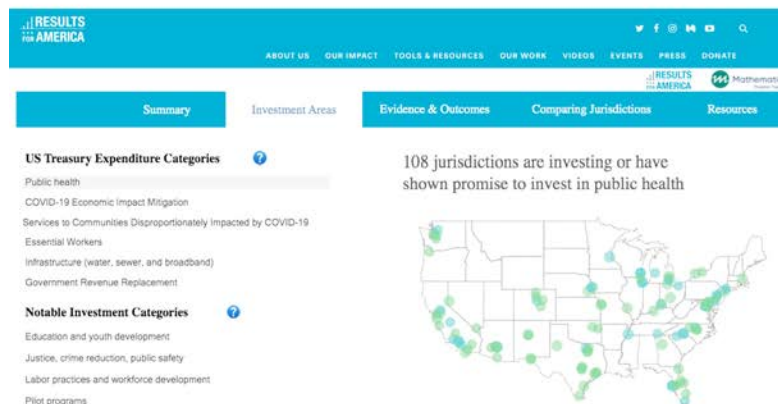 RESULTS
FOR AMERICA
ABOUT US OUR IMPACT TOOLS & RESOURCES OUR WORK VIDEOS EVENTS PRESS DONATE
RESULTS
FOR AMERICA
Mathemati
Summary Investment Areas Evidence & Outcomes Comparing Jurisdictions Resources
US Treasury Expenditure Categories ?
Public health
COVID-19 Economic Impact Mitigation
Services to Communities Disproportionately Impacted by COVID-19
Essential Workers
Infrastructure (water, sewer, and broadband)
Government Revenue Replacement
Notable Investment Categories ?
Education and youth development
Justice, crime reduction, public safety
Labor practices and workforce development
Pilot programs
108 jurisdictions are investing or have
shown promise to invest in public health